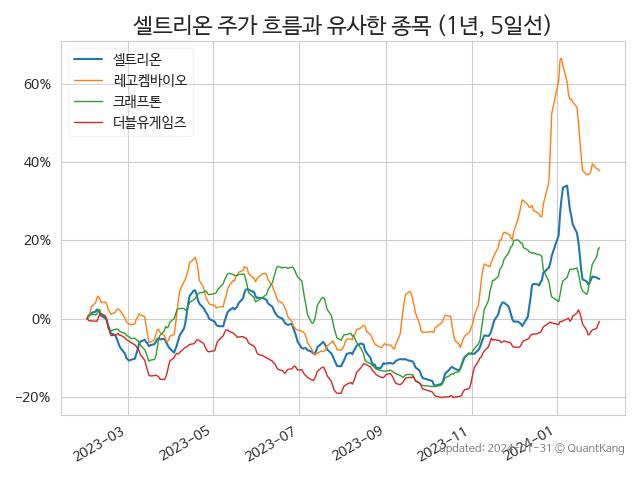 셀트리온 주가 흐름과 유사한 종목 (1년, 5일선)
셀트리온
레고켐바이오
크래프톤
더블유게임즈
60%
40%
20%
0%
−20%
2023−03
2023−05
2023−07
2023−09
2023−11
2024−01
updated: 2024-01-31 © QuantKang